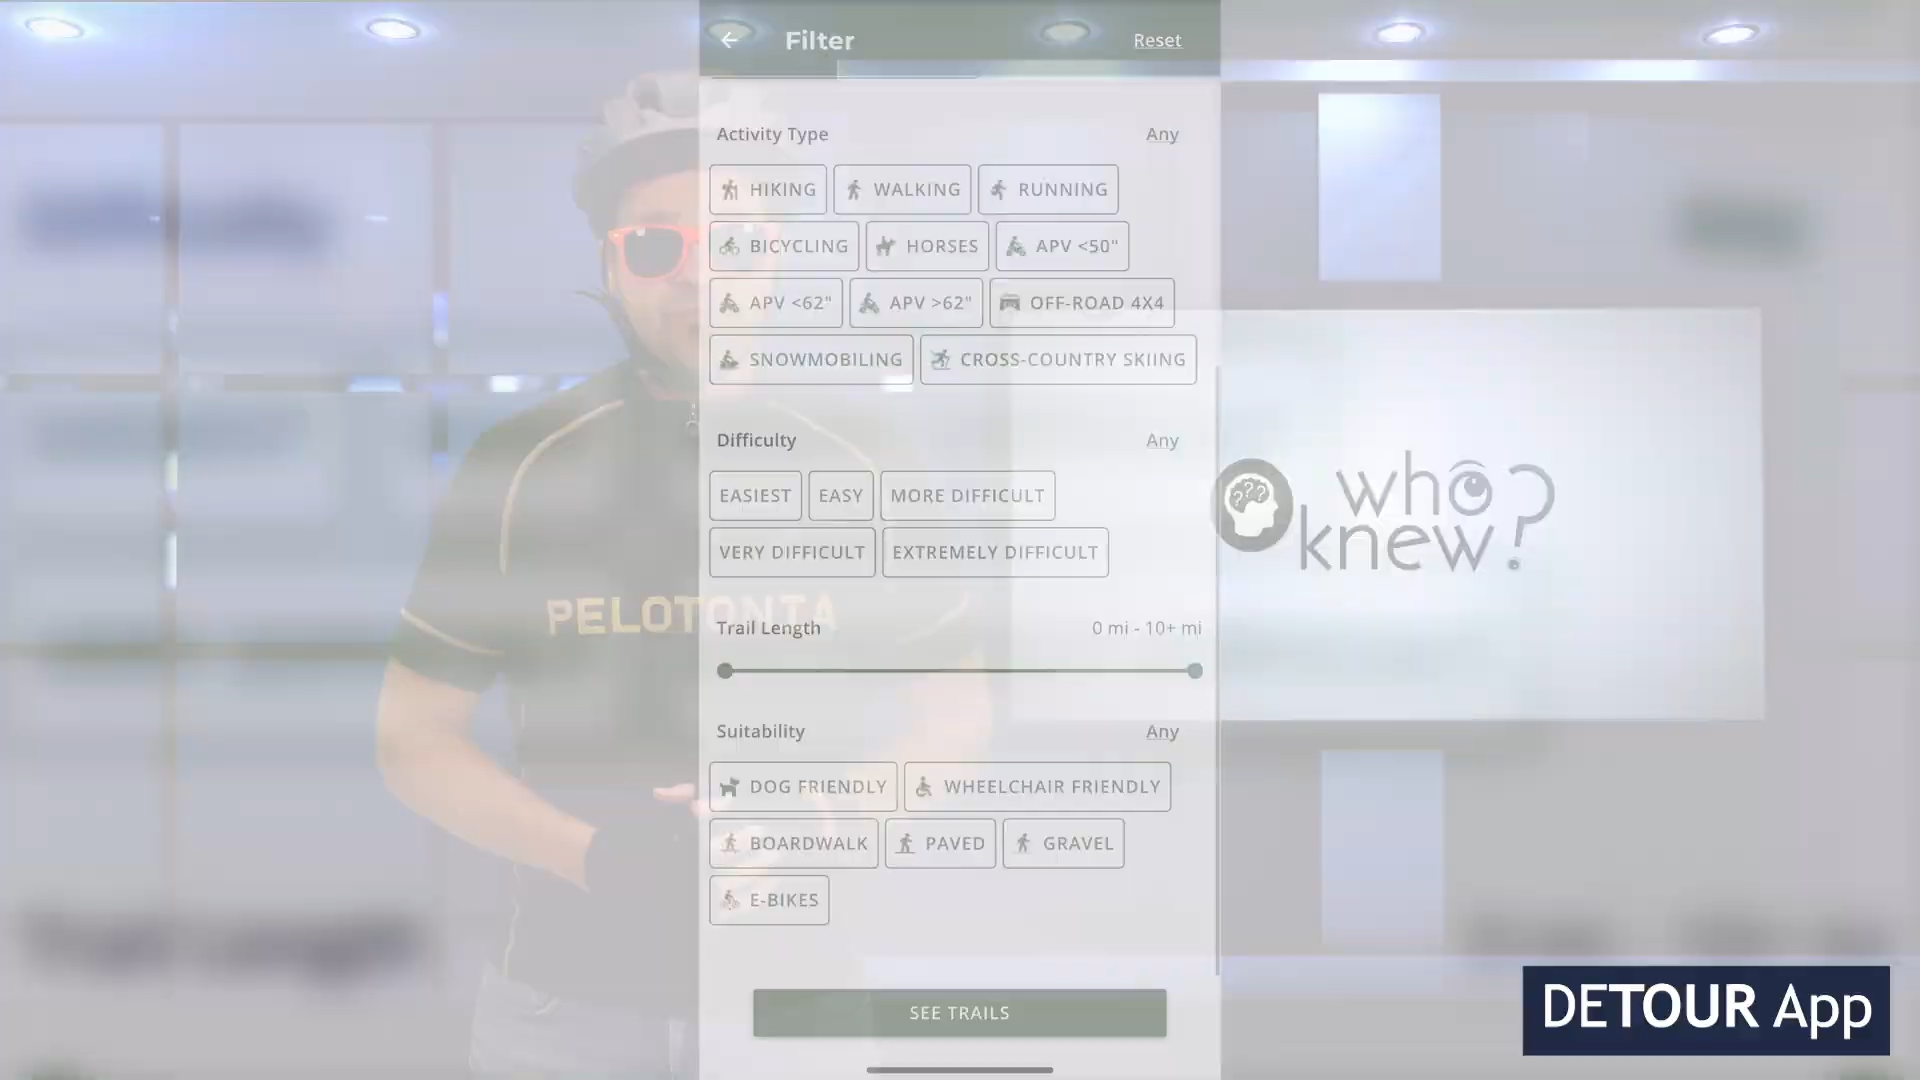 Filter
Reset
Activity Type
Any
HIKING
WALKING
RUNNING
BICYCLING
HORSES
APV <50"
APV <62"
APV >62"
OFF-ROAD 4X4
SNOWMOBILING
CROSS-COUNTRY SKIING
Difficulty
Any
EASIEST
EASY
MORE DIFFICULT
VERY DIFFICULT
EXTREMELY DIFFICULT
who
knew?
???
PELOTONIA
Trail Length
0 mi - 10+ mi
Suitability
Any
DOG FRIENDLY
WHEELCHAIR FRIENDLY
BOARDWALK
PAVED
GRAVEL
E-BIKES
SEE TRAILS
DETOUR App